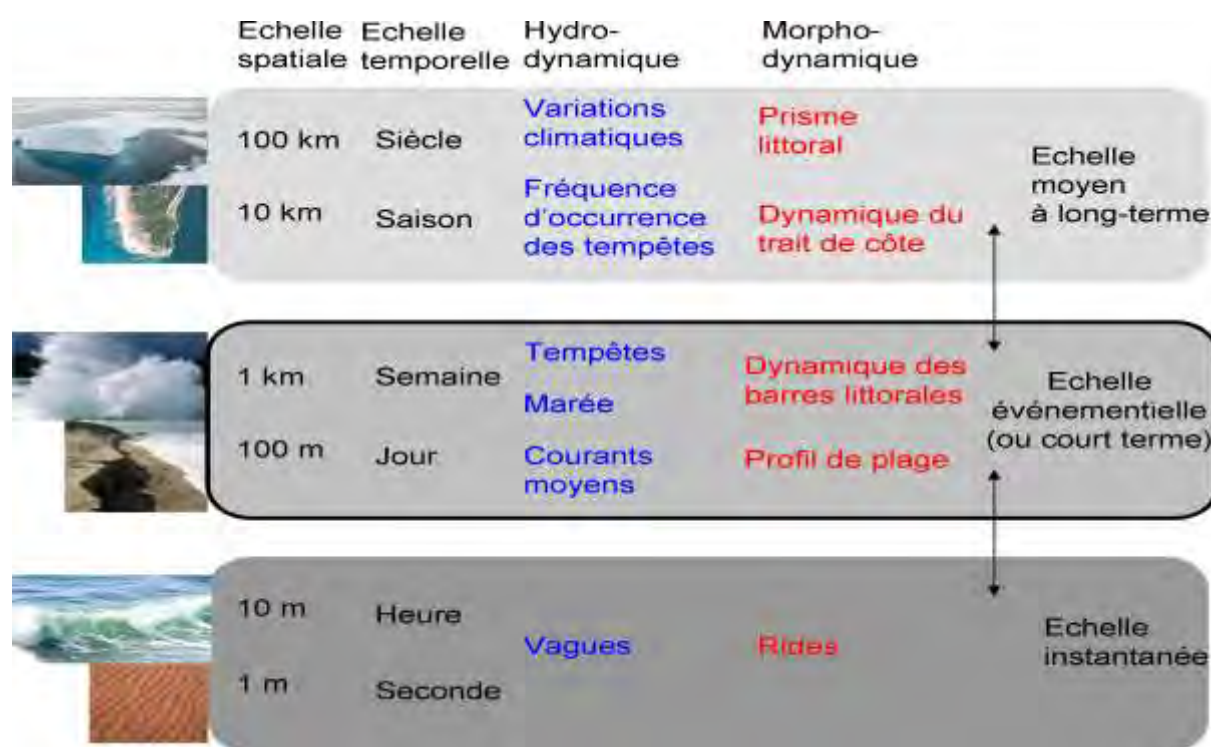 Echelle spatiale
Echelle temporelle
Hydro-
dynamique
Morpho-
dynamique
100 km
Siècle
Variations
climatiques
Prisme
littoral
10 km
Saison
Fréquence
d'occurrence
des tempêtes
Dynamique du
trait de côte
Echelle
moyen
à long-terme
1 km
Semaine
Tempêtes
Marée
Dynamique des
barres littorales
100 m
Jour
Courants
moyens
Profil de plage
Echelle
événementielle
(ou court terme)
10 m
Heure
Vagues
Rides
1 m
Seconde
Echelle
instantanée